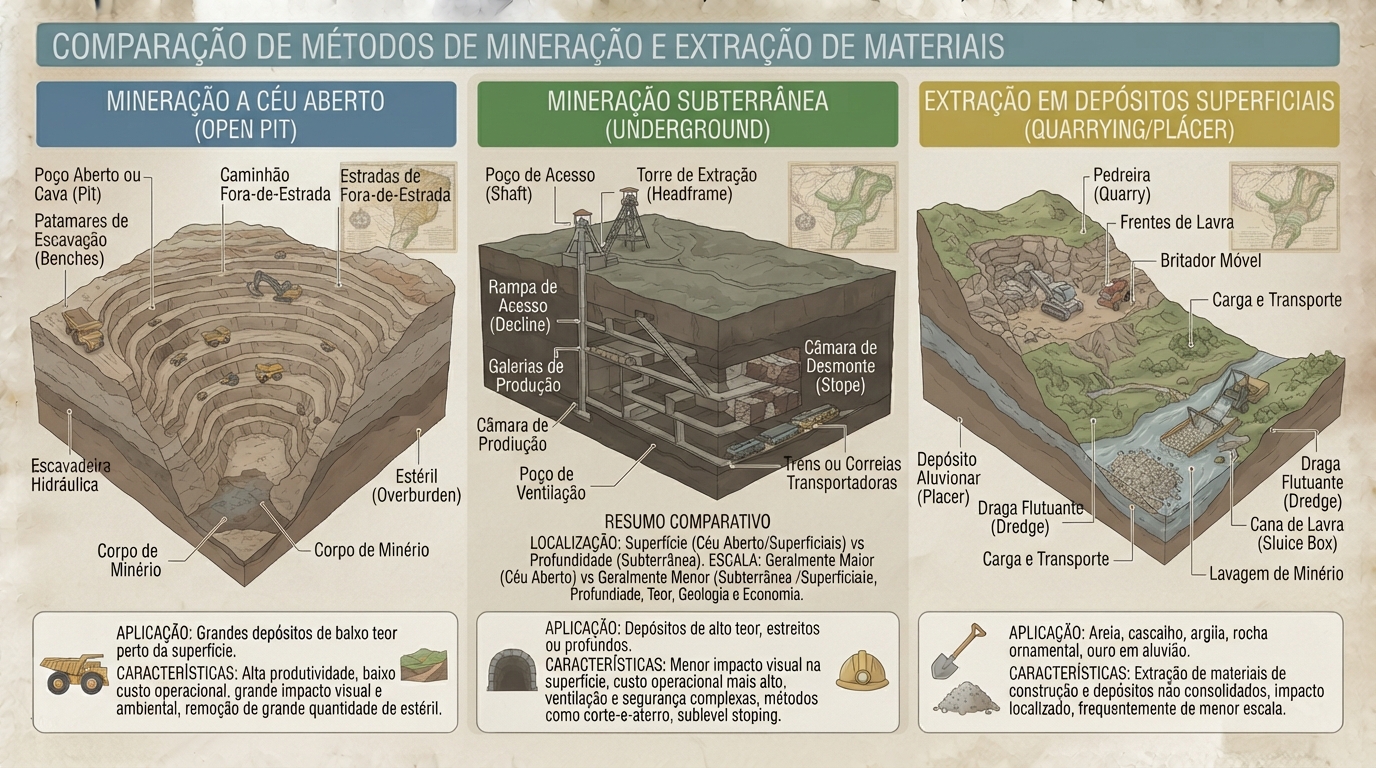 COMPARAÇÃO DE MÉTODOS DE MINERAÇÃO E EXTRAÇÃO DE MATERIAIS
MINERAÇÃO A CÉU ABERTO
(OPEN PIT)
Poço Aberto ou
Cava (Pit)
Caminhão
Fora-de-Estrada
Estradas de
Fora-de-Estrada
Patamares de
Escavação
(Benches)
Escavadeira
Hidráulica
Estéril
(Overburden)
Corpo de
Minério
Corpo de Minério
APLICAÇÃO: Grandes depósitos de balxo teor
perto da superfície.
CARACTERÍSTICAS: Alta produtividade, baixo
custo operacional. grande impacto visual e
ambiental, remoção de grande quantidade de estéril.
MINERAÇÃO SUBTERRÂNEA
(UNDERGROUND)
Poço de Acesso
(Shaft)
Torre de Extração
(Headframe)
Rampa de
Acesso
(Decline)
Galerias de
Produção
Câmara de
Desmonte
(Stope)
Câmara de
Prodiução
Poço de
Ventilação
Trens ou Correias
Transportadoras
RESUMO COMPARATIVO
LOCALIZAÇÃO: Superfície (Céu Aberto/Superficiais) vs
Profundidade (Subterrânea). ESCALA: Geralmente Maior
(Céu Aberto) vs Geralmente Menor (Subterrânea /Superficiaie,
Profundiade, Teor, Geologia e Economia.
APLICAÇÃO: Depósitos de alto teor, estreitos
ou profundos.
CARACTERÍSTICAS: Menor impacto visual na
superfície, custo operacional mais alto,
ventilação e segurança complexas, métodos
como corte-e-aterro, sublevel stoping.
EXTRAÇÃO EM DEPÓSITOS SUPERFICIAIS
(QUARRYING/PLÁCER)
Pedreira
(Quarry)
Frentes de Lavra
Britador Móvel
Carga e Transporte
Depósito
Aluvionar
(Placer)
Draga Flutuante
(Dredge)
Carga e Transporte
Draga
Flutuante
(Dredge)
Cana de Lavra
(Sluice Box)
Lavagem de Minério
APLICAÇÃO: Areia, cascalho, argila, rocha
ornamental, ouro em aluvião.
CARACTERÍSTICAS: Extração de materiais de
construção e depósitos não consolidados, impacto
localizado, frequentemente de menor escala.